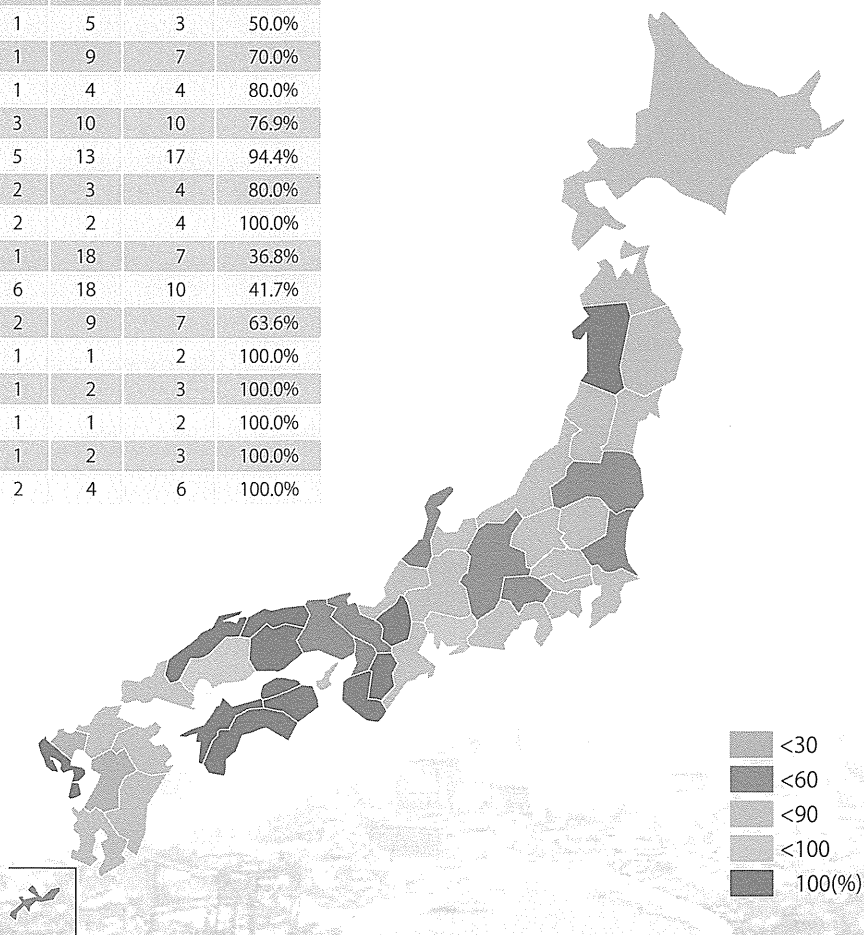 1 5 3 50.0%
1 9 7 70.0%
1 4 4 80.0%
3 10 10 76.9%
5 13 17 94.4%
2 3 4 80.0%
2 2 4 100.0%
1 18 7 36.8%
6 18 10 41.7%
2 9 7 63.6%
1 1 2 100.0%
1 2 3 100.0%
1 1 2 100.0%
1 2 3 100.0%
2 4 6 100.0%
<30
<60
<90
<100
100(%)